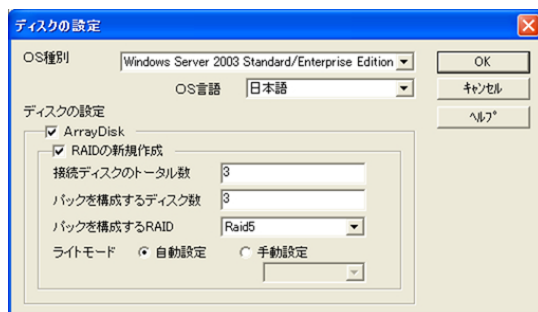 ディスクの設定
OS種別 Windows Server 2003 Standard/Enterprise Edition OK
OS言語 日本語 キャンセル
ディスクの設定 ヘルプ
ArrayDisk
RAIDの新規作成
接続ディスクのトータル数 3
パックを構成するディスク数 3
パックを構成するRAID Raid5
ライトモード 自動設定 手動設定